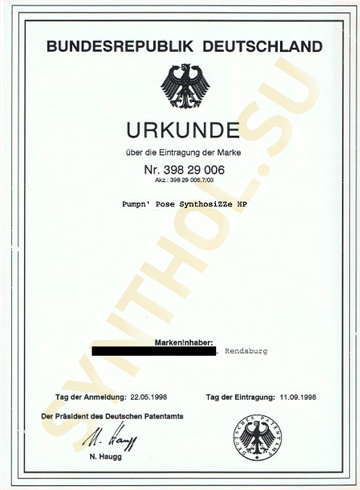 BUNDESREPUBLIK DEUTSCHLAND
URKUNDE
über die Eintragung der Marke
Nr. 398 29 006
Akz.: 398 29 006.7/03
Pumpn' Pose SynthosiZZe HP
Markeninhaber:
, Rendsburg
Tag der Anmeldung: 22.05.1998
Tag der Eintragung: 11.09.1998
Der Präsident des Deutschen Patentamts
N. Haugg
N. Haugg
DEUTSCHES PATENTAMT
SYNTHOL.SU